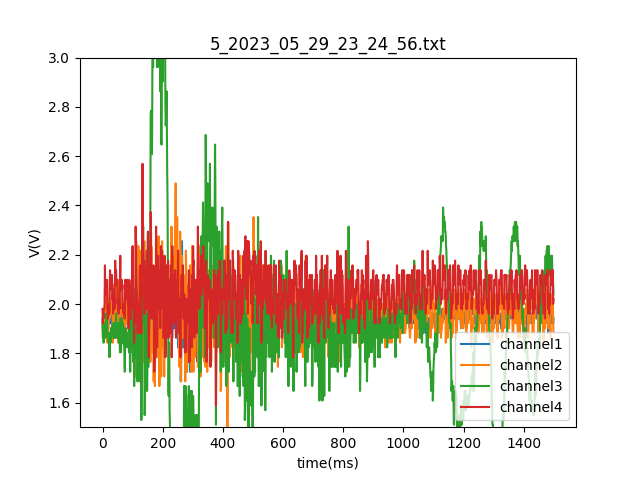 5_2023_05_29_23_24_56.txt
3.0
2.8
2.6
2.4
2.2
2.0
1.8
1.6
V(V)
channel1
channel2
channel3
channel4
0 200 400 600 800 1000 1200 1400
time(ms)